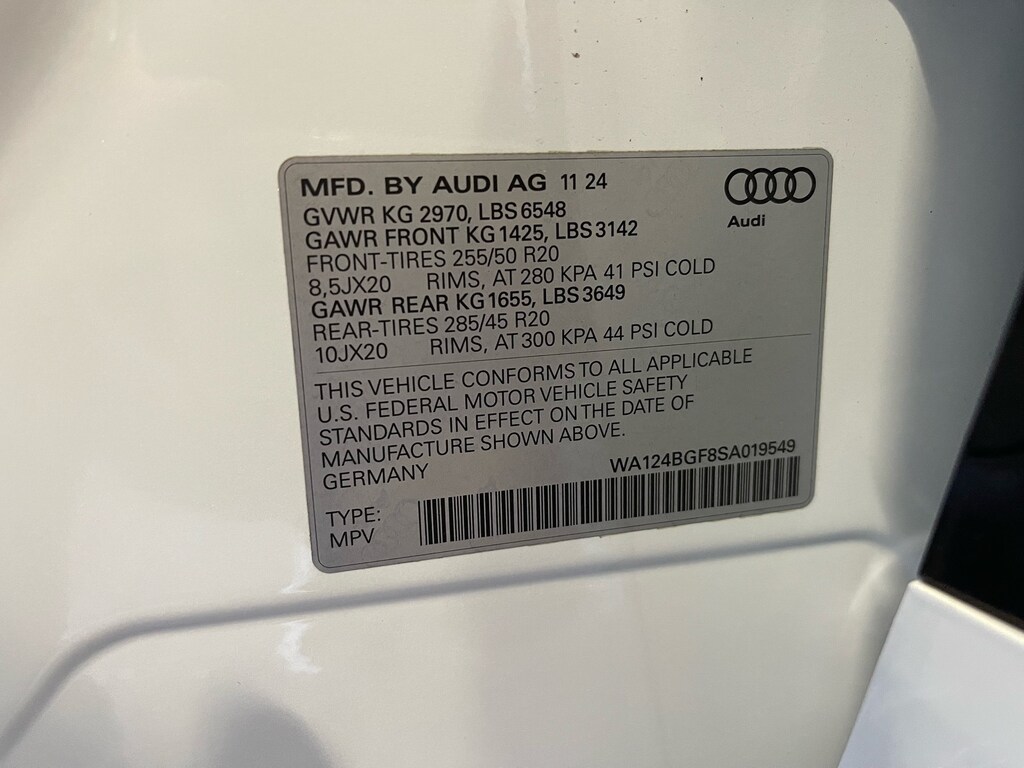 MFD. BY AUDI AG 11 24
Audi
GVWR KG 2970, LBS 6548
GAWR FRONT KG 1425, LBS 3142
FRONT-TIRES 255/50 R20
8,5JX20 RIMS, AT 280 KPA 41 PSI COLD
GAWR REAR KG 1655, LBS 3649
REAR-TIRES 285/45 R20
10JX20 RIMS, AT 300 KPA 44 PSI COLD
THIS VEHICLE CONFORMS TO ALL APPLICABLE
U.S. FEDERAL MOTOR VEHICLE SAFETY
STANDARDS IN EFFECT ON THE DATE OF
MANUFACTURE SHOWN ABOVE.
GERMANY
WA124BGF8SA019549
TYPE:
MPV